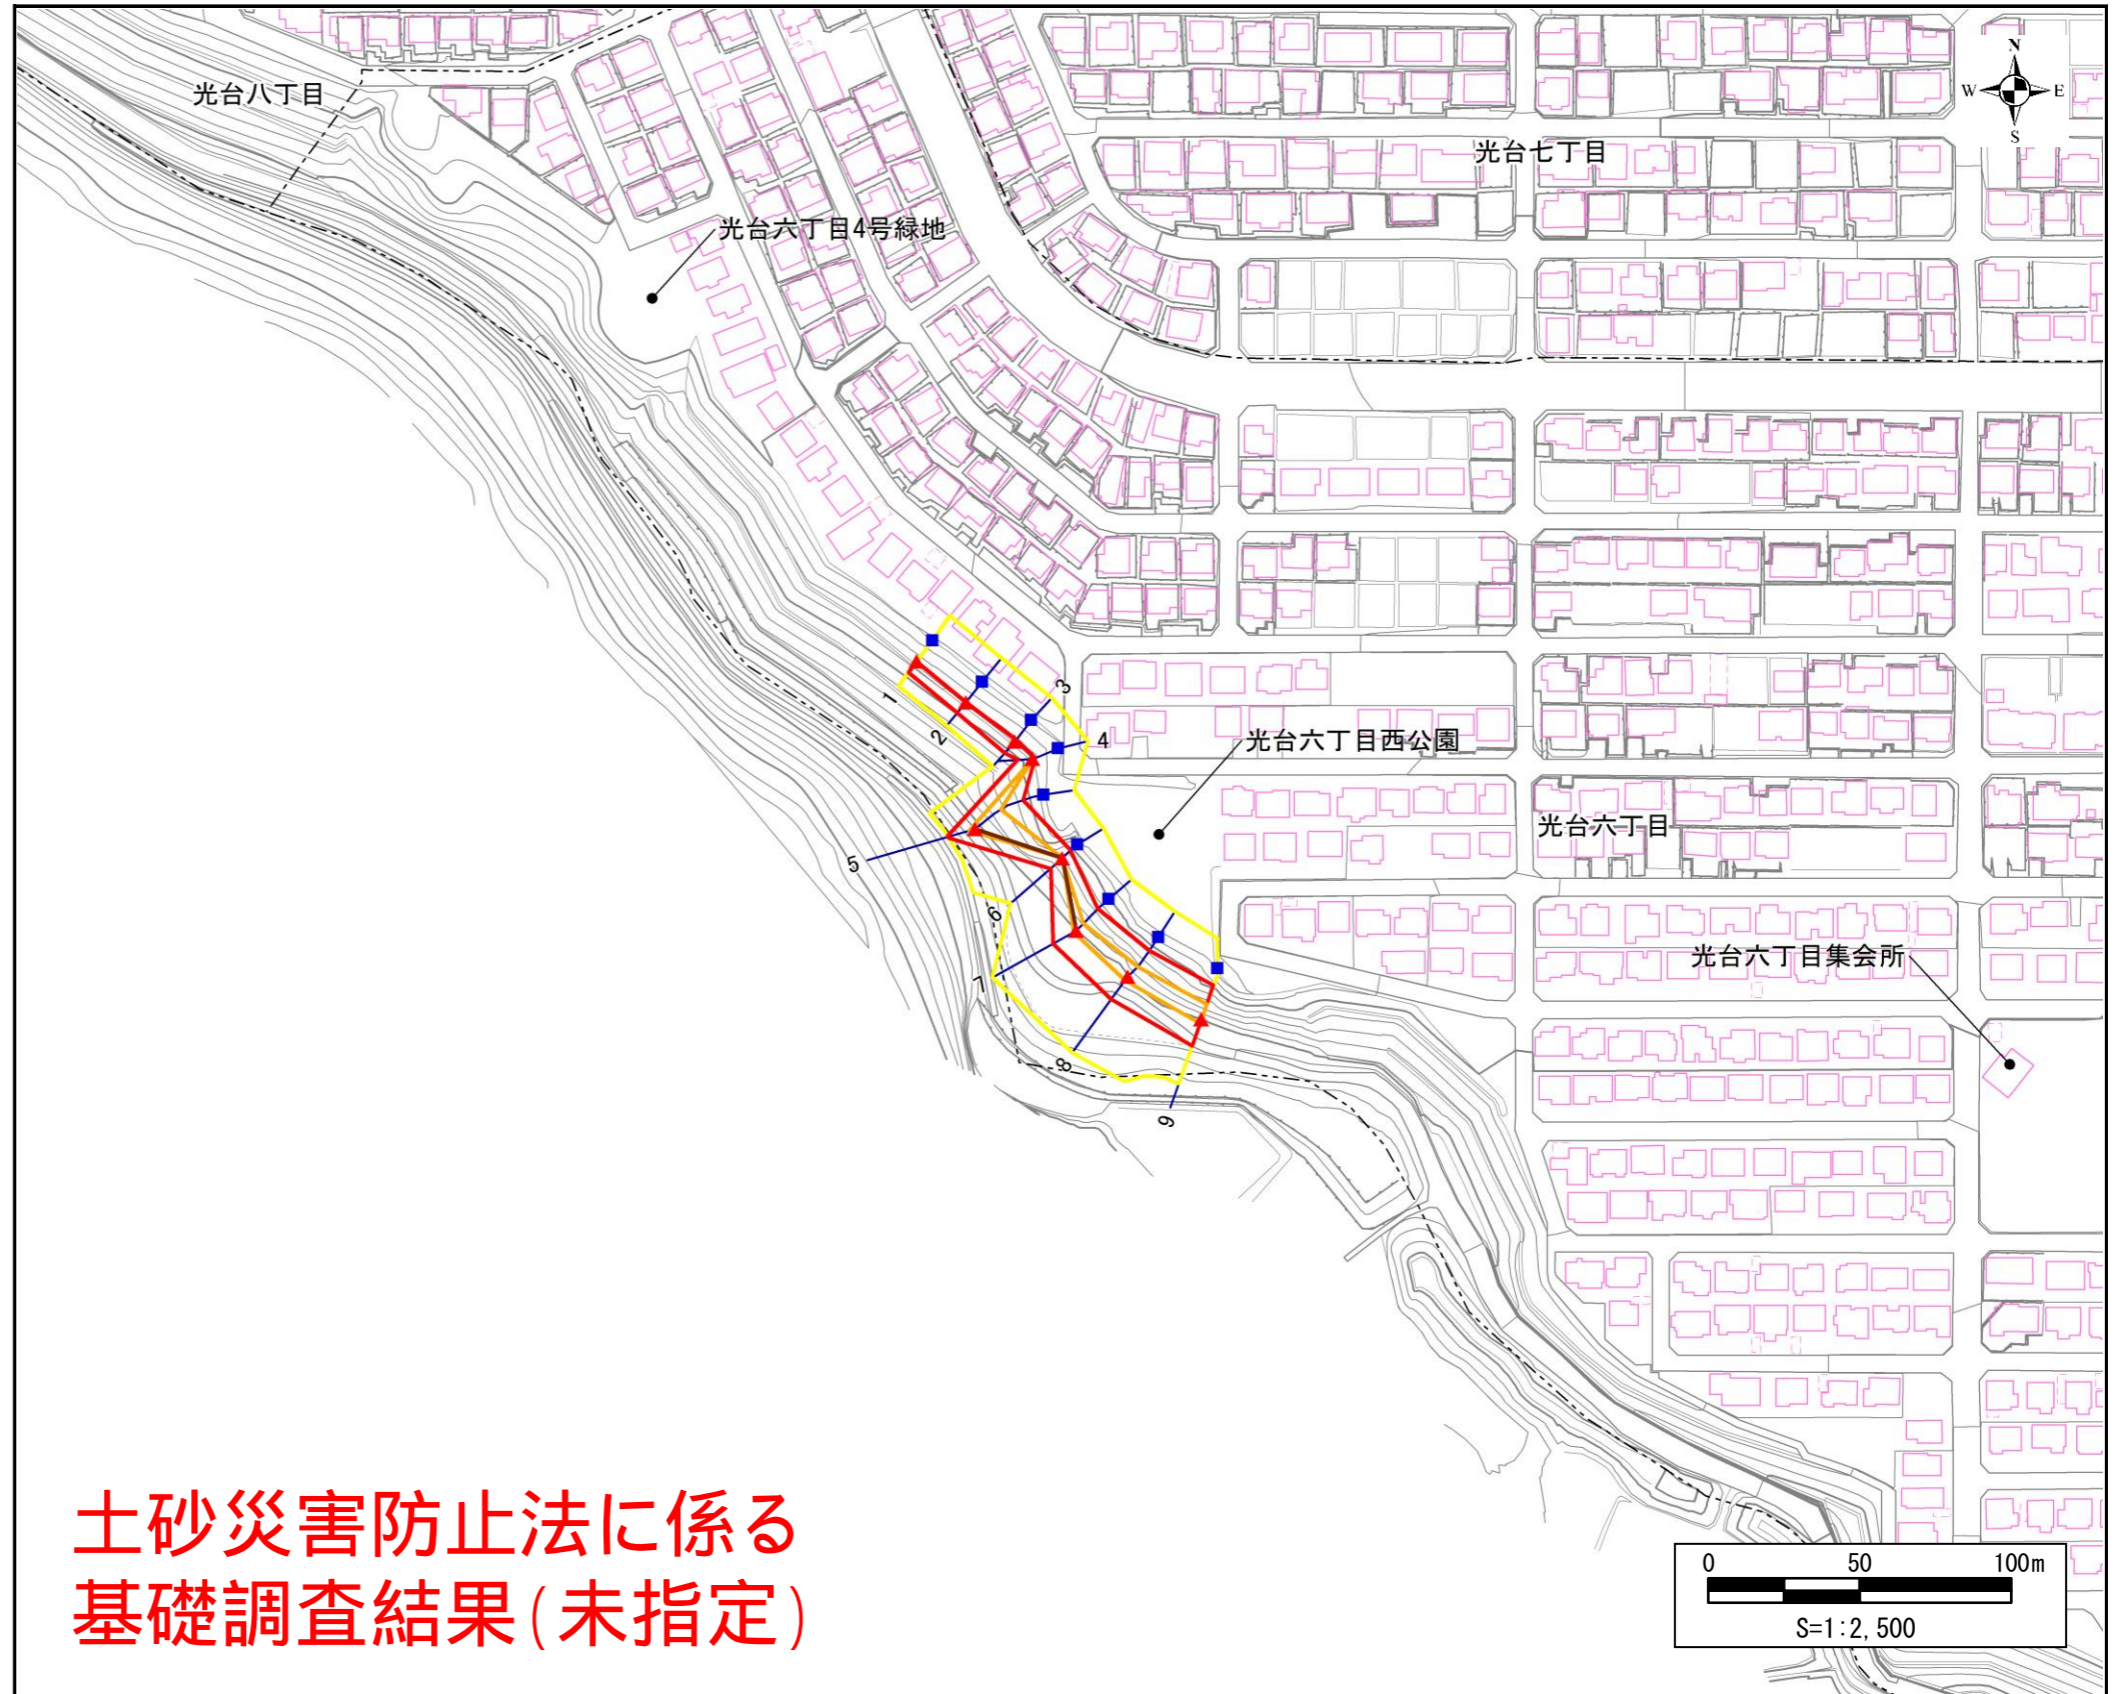 光台八丁目
N
W
E
S
光台七丁目
光台六丁目4号緑地
1
2
3
4
光台六丁目西公園
光台六丁目
5
6
7
8
9
光台六丁目集会所
土砂災害防止法に係る
基礎調査結果(未指定)
0 50 100m
S=1:2,500